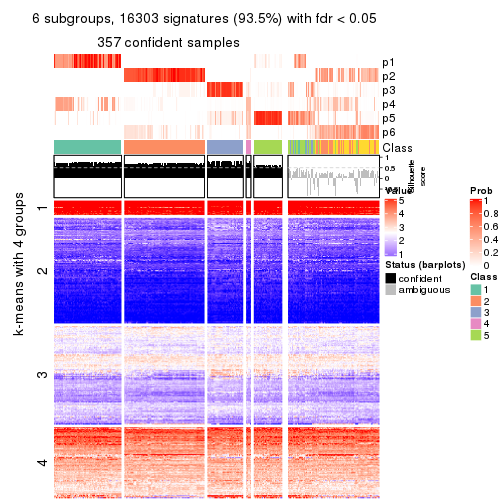 6 subgroups, 16303 signatures (93.5%) with fdr < 0.05
357 confident samples
p1
p2
p3
p4
p5
p6
Class
1
0.5
0
Silhouette
score
k-means with 4 groups
1
2
3
4
Value
5
4
3
2
1
Status (barplots)
confident
ambiguous
Prob
1
0.8
0.6
0.4
0.2
0
Class
1
2
3
4
5